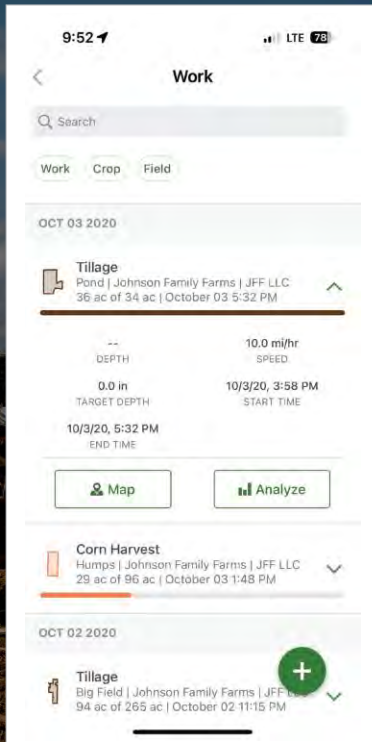 9:52
LTE 78
Work
Search
Work Crop Field
OCT 03 2020
Tillage
Pond | Johnson Family Farms | JFF LLC
36 ac of 34 ac | October 03 5:32 PM
-- 10.0 mi/hr
DEPTH SPEED
0.0 in 10/3/20, 3:58 PM
TARGET DEPTH START TIME
10/3/20, 5:32 PM
END TIME
Map Analyze
Corn Harvest
Humps | Johnson Family Farms | JFF LLC
29 ac of 96 ac | October 03 1:48 PM
OCT 02 2020
Tillage
Big Field | Johnson Family Farms | JFF
94 ac of 265 ac | October 02 11:15 PM